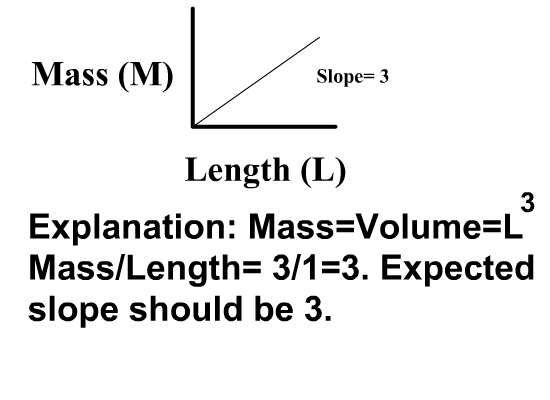 Mass (M)
Slope= 3
Length (L)
Explanation: Mass=Volume=L³
Mass/Length= 3/1=3. Expected
slope should be 3.